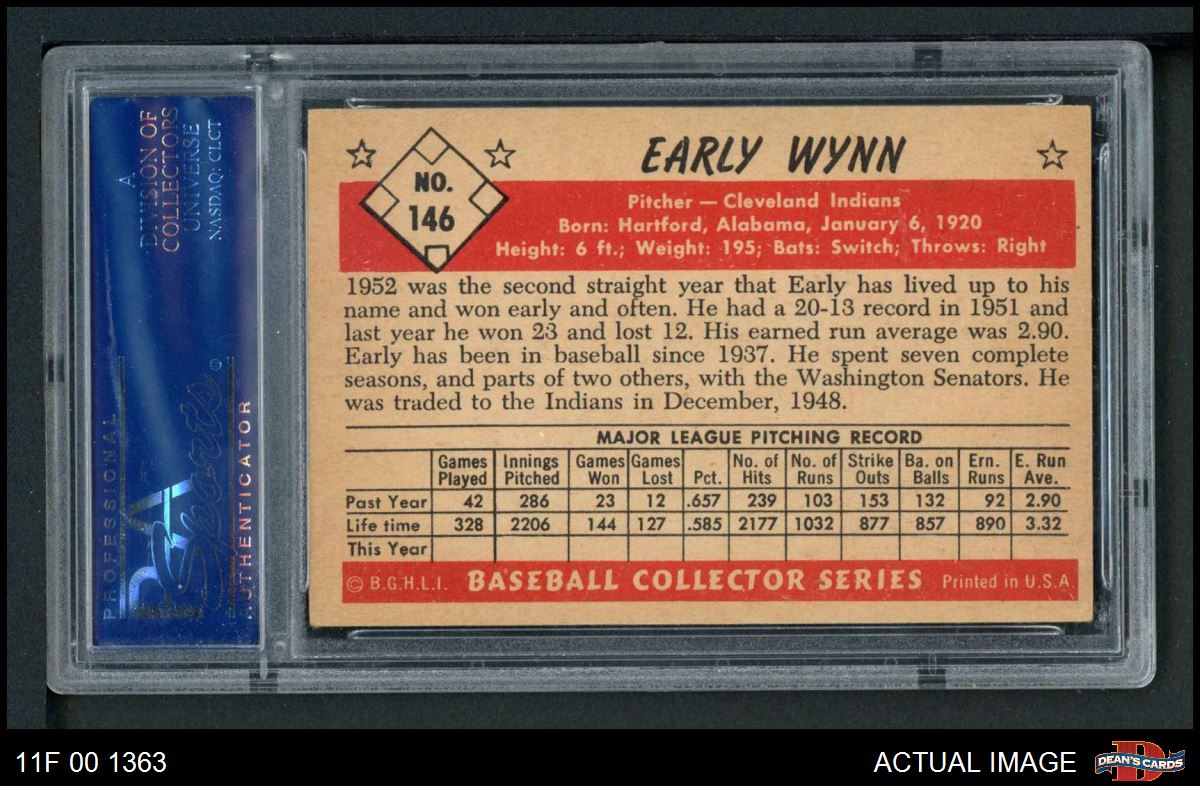 A
DIVISION OF
COLLECTORS
UNIVERSE
NASDAQ: CLCT
PROFESSIONAL
PSA
Sports®
AUTHENTICATOR
NO.
146
EARLY WYNN
Pitcher — Cleveland Indians
Born: Hartford, Alabama, January 6, 1920
Height: 6 ft.; Weight: 195; Bats: Switch; Throws: Right
1952 was the second straight year that Early has lived up to his
name and won early and often. He had a 20-13 record in 1951 and
last year he won 23 and lost 12. His earned run average was 2.90.
Early has been in baseball since 1937. He spent seven complete
seasons, and parts of two others, with the Washington Senators. He
was traded to the Indians in December, 1948.
MAJOR LEAGUE PITCHING RECORD
Games Innings Games Games No. of No. of Strike Ba. on Ern. E. Run
Played Pitched Won Lost Pct. Hits Runs Outs Balls Runs Ave.
Past Year 42 286 23 12 .657 239 103 153 132 92 2.90
Life time 328 2206 144 127 .585 2177 1032 877 857 890 3.32
This Year
© B.G.H.L.I. BASEBALL COLLECTOR SERIES Printed in U.S.A.
11F 00 1363
ACTUAL IMAGE
D
DEAN'S CARDS